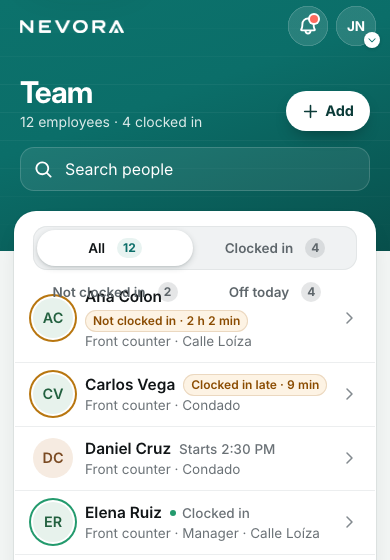 NEVORA
JN
Team
12 employees · 4 clocked in
+ Add
Search people
All 12
Clocked in 4
Not clocked in 2
Off today 4
AC
Ana Colón
Not clocked in · 2 h 2 min
Front counter · Calle Loíza
CV
Carlos Vega Clocked in late · 9 min
Front counter · Condado
DC
Daniel Cruz Starts 2:30 PM
Front counter · Condado
ER
Elena Ruiz • Clocked in
Front counter · Manager · Calle Loíza